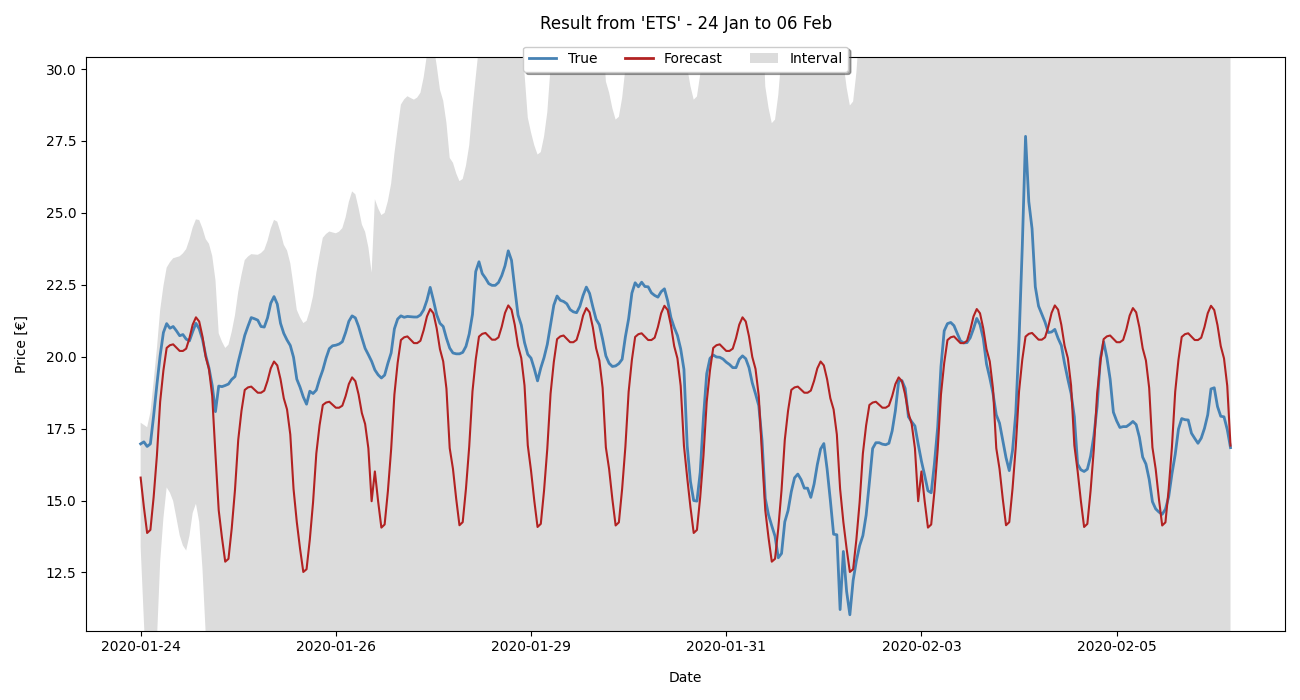 Result from 'ETS' - 24 Jan to 06 Feb
True
Forecast
Interval
30.0
27.5
25.0
22.5
20.0
17.5
15.0
12.5
Price [€]
2020-01-24
2020-01-26
2020-01-29
2020-01-31
2020-02-03
2020-02-05
Date